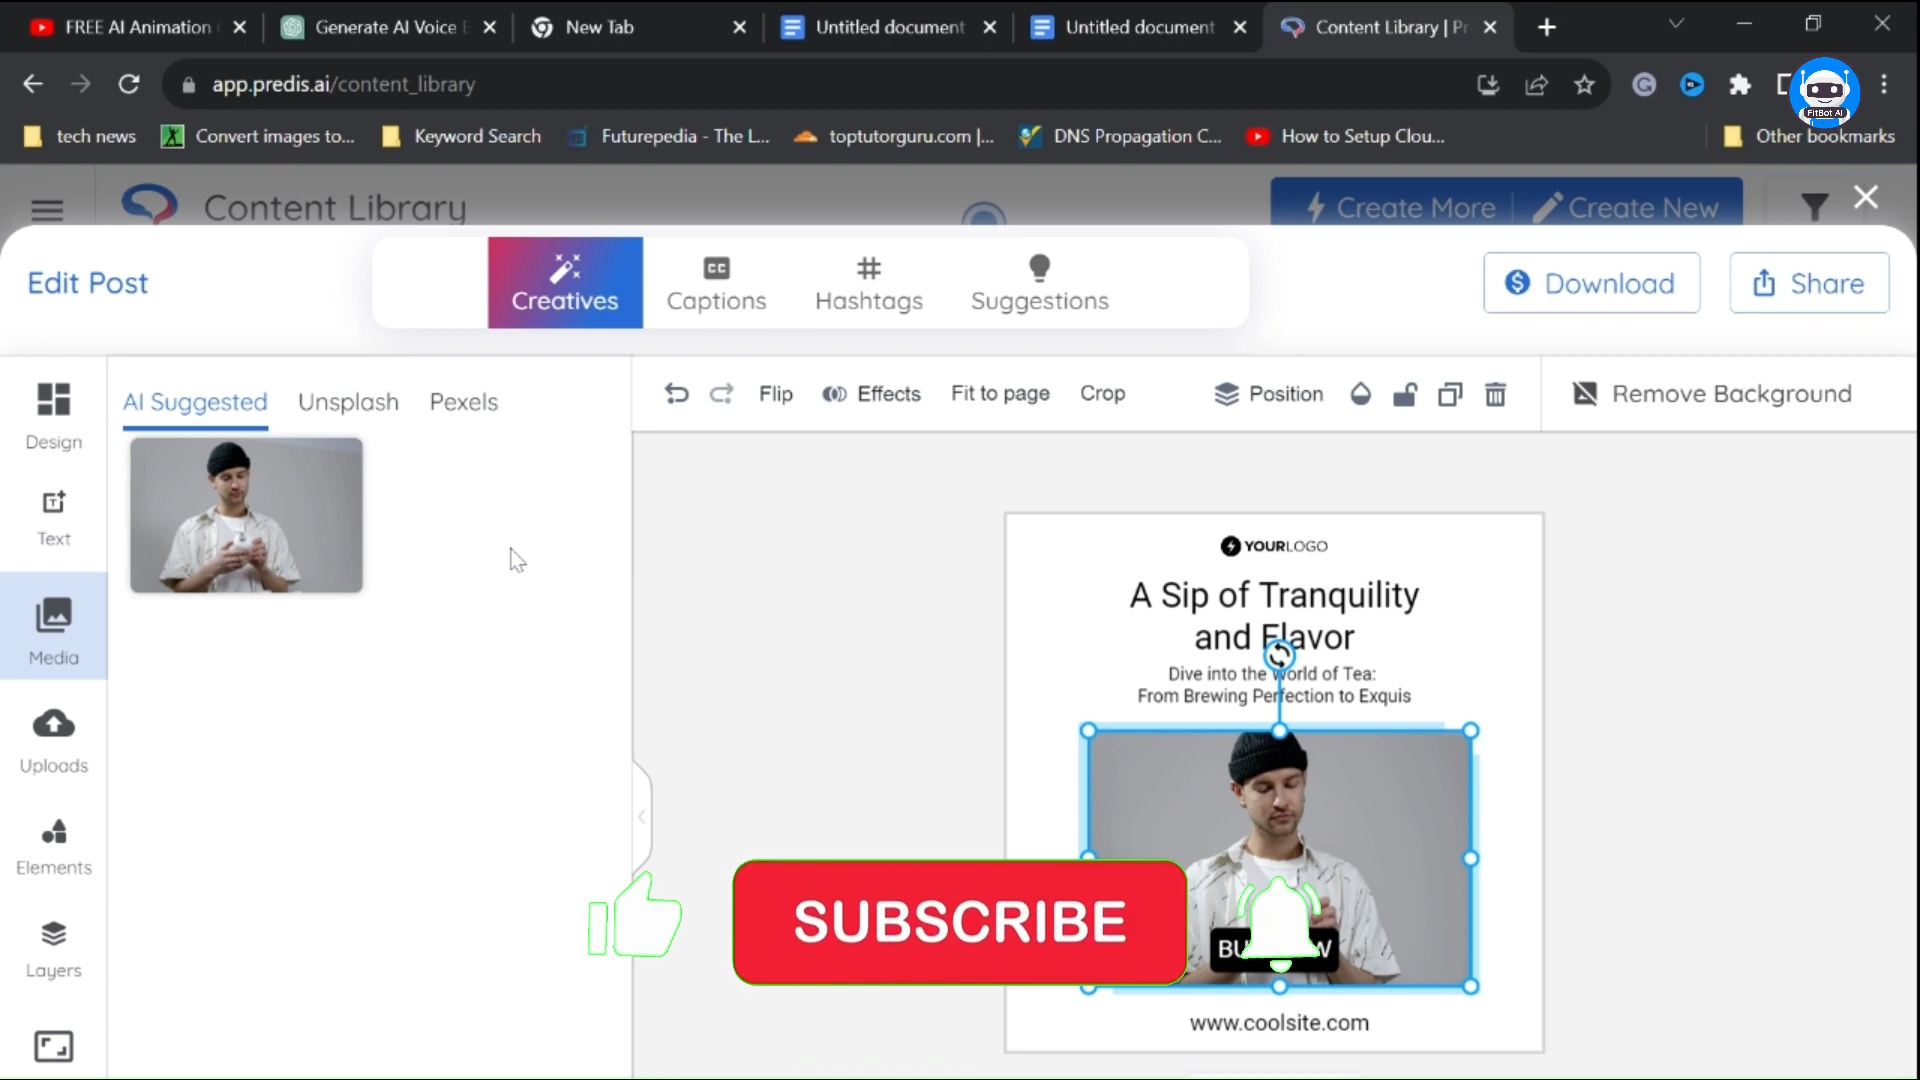 FREE AI Animation
Generate AI Voice
New Tab
Untitled document
Untitled document
Content Library | Pr
app.predis.ai/content_library
FitBot AI
tech news
Convert images to...
Keyword Search
Futurepedia - The L...
toptutorguru.com |...
DNS Propagation C...
How to Setup Clou...
Other bookmarks
Content Library
Create More
Create New
Edit Post
CC
Creatives
Captions
Hashtags
Suggestions
Download
Share
Design
Text
Media
Uploads
Elements
Layers
AI Suggested
Unsplash
Pexels
Flip
Effects
Fit to page
Crop
Position
Remove Background
YOURLOGO
A Sip of Tranquility
and Flavor
Dive into the World of Tea:
From Brewing Perfection to Exquis
SUBSCRIBE
www.coolsite.com